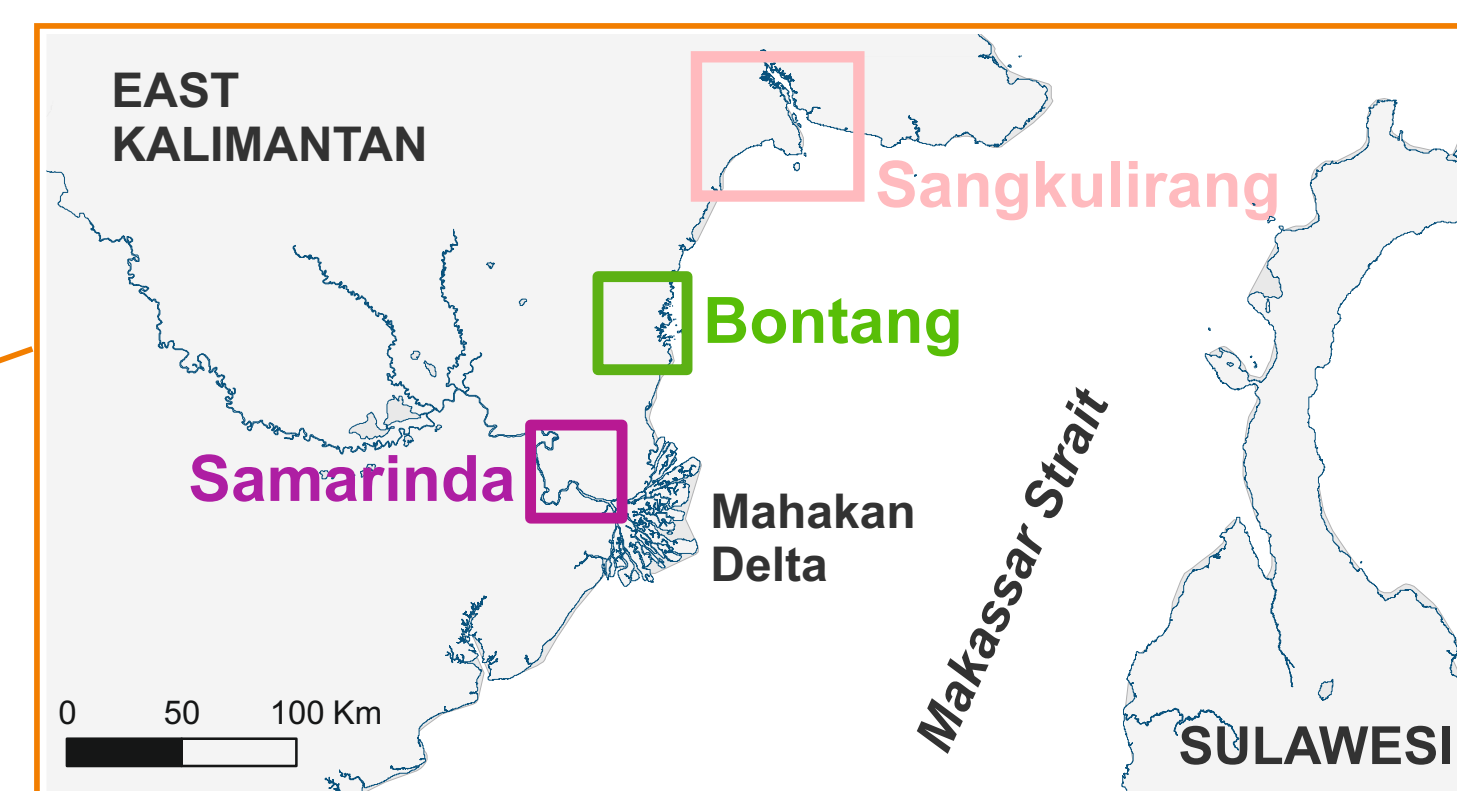 EAST
KALIMANTAN
Sangkulirang
Bontang
Samarinda
Mahakan
Delta
Makassar Strait
0 50 100 Km
SULAWESI